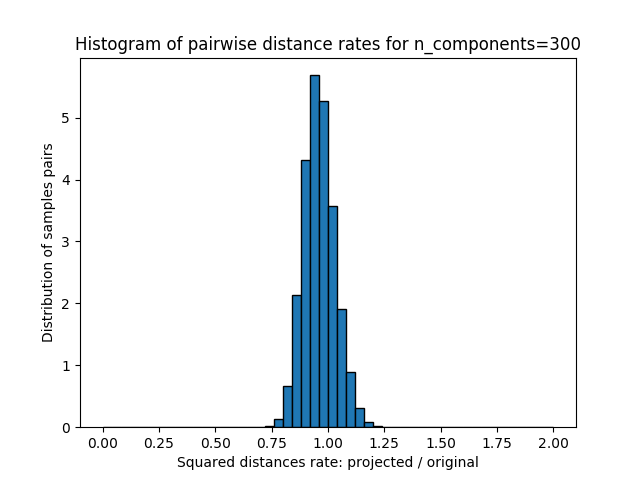 Histogram of pairwise distance rates for n_components=300
Distribution of samples pairs
5
4
3
2
1
0
0.00 0.25 0.50 0.75 1.00 1.25 1.50 1.75 2.00
Squared distances rate: projected / original